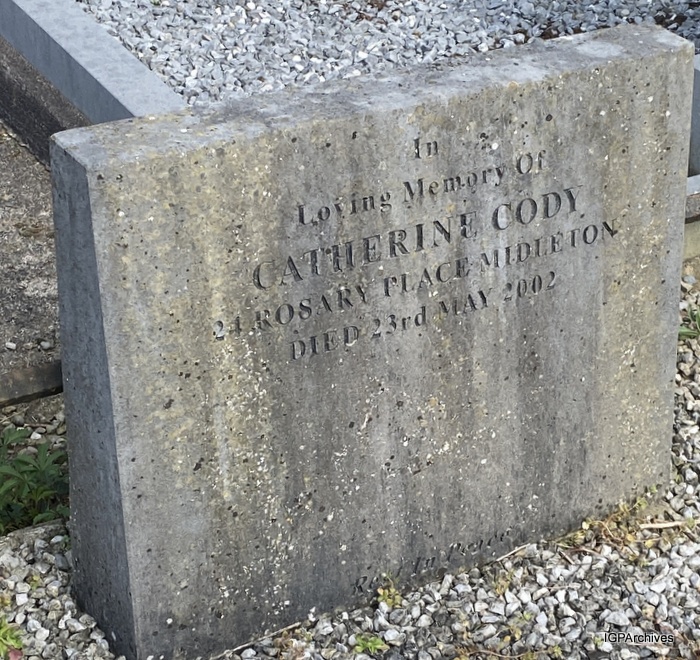 In
Loving Memory Of
CATHERINE CODY
24 ROSARY PLACE MIDLETON
DIED 23rd MAY 2002
Rest In Peace
IGPArchives